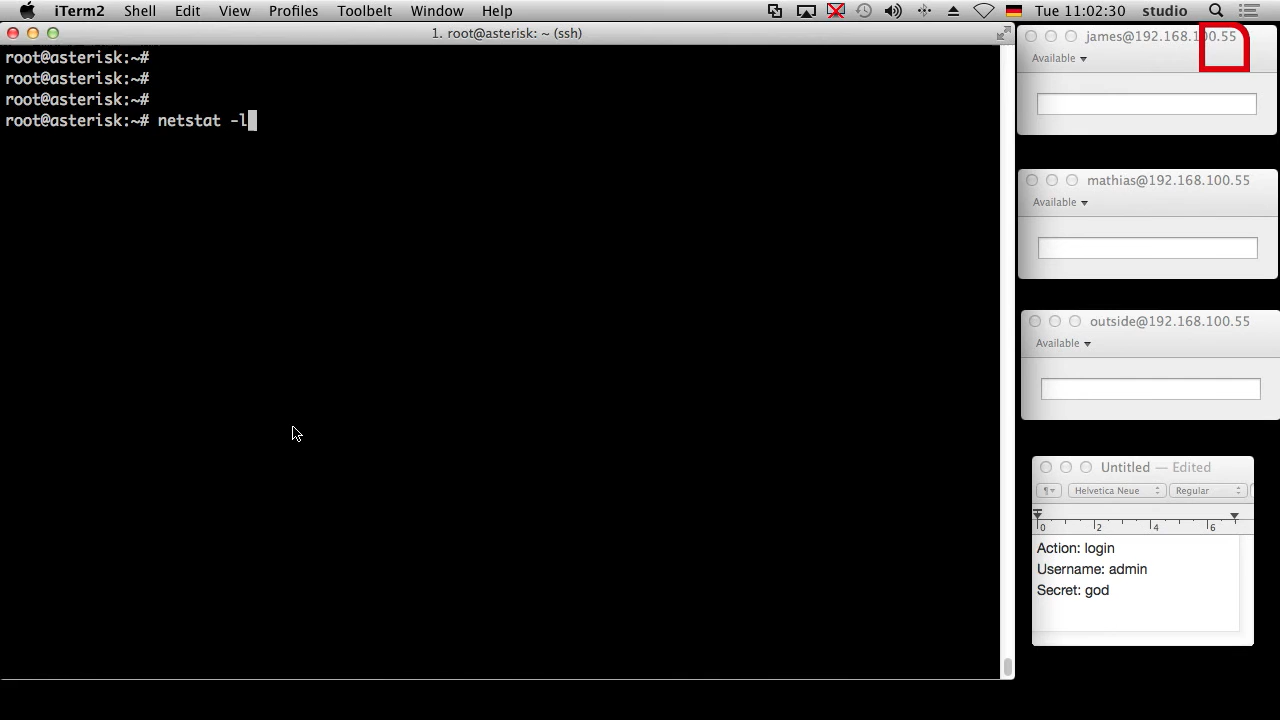 iTerm2 Shell Edit View Profiles Toolbelt Window Help Tue 11:02:30 studio
1. root@asterisk: ~ (ssh)
root@asterisk:~#
root@asterisk:~#
root@asterisk:~#
root@asterisk:~# netstat -l
james@192.168.100.55
Available
mathias@192.168.100.55
Available
outside@192.168.100.55
Available
Untitled — Edited
¶ Helvetica Neue Regular
0 2 4 6
Action: login
Username: admin
Secret: god